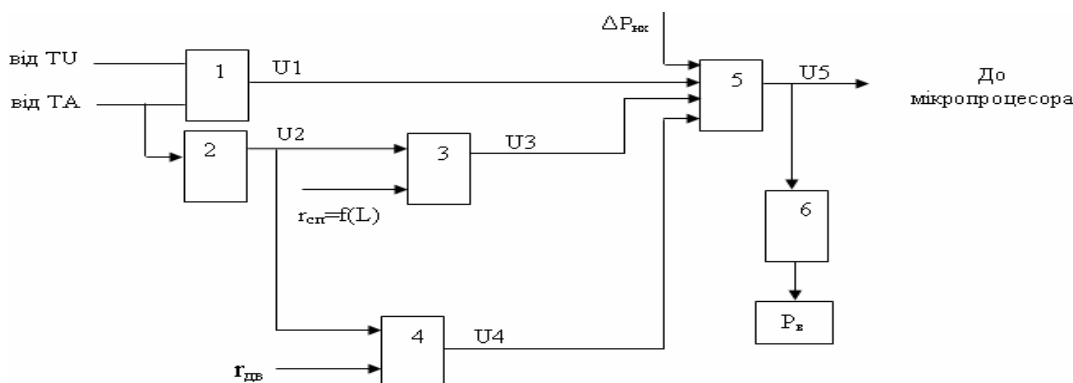 ΔPнх
від TU
1
U1
5
U5
До
мікропроцесора
від TA
2
U2
3
U3
rсп=f(L)
6
4
U4
Pв
rдв